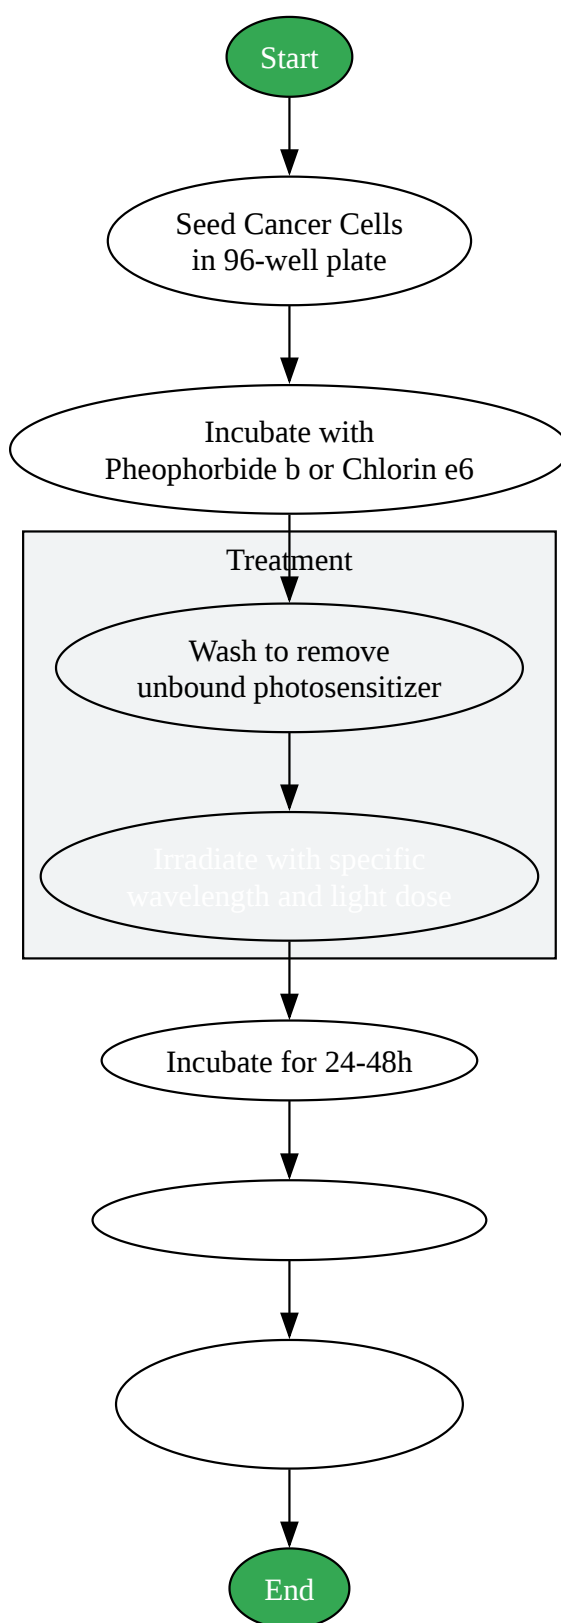 Start
Seed Cancer Cells
in 96-well plate
Incubate with
Pheophorbide b or Chlorin e6
Treatment
Wash to remove
unbound photosensitizer
Irradiate with specific
wavelength and light dose
Incubate for 24-48h
End